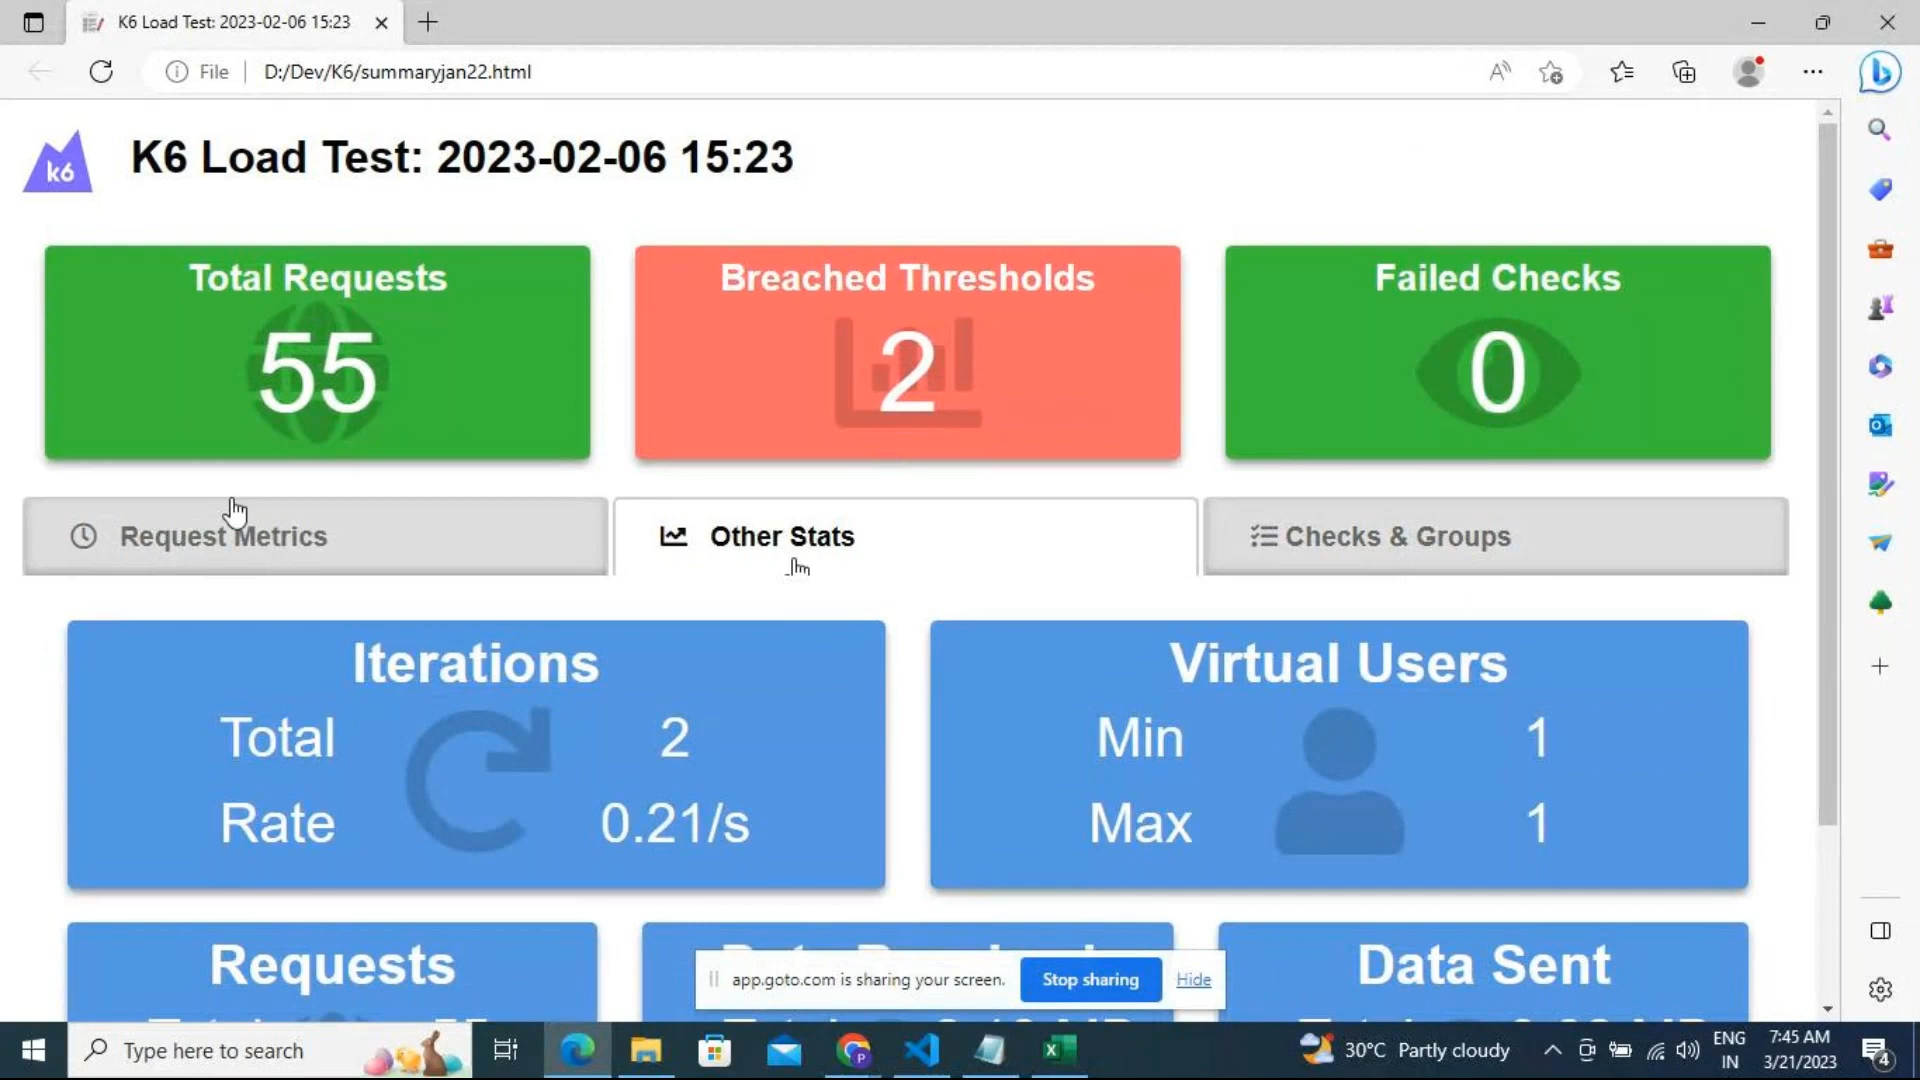 K6 Load Test: 2023-02-06 15:23
File
D:/Dev/K6/summaryjan22.html
k6
K6 Load Test: 2023-02-06 15:23
Total Requests
55
Breached Thresholds
2
Failed Checks
0
Request Metrics
Other Stats
Checks & Groups
Iterations
Total 2
Rate 0.21/s
Virtual Users
Min 1
Max 1
Requests
Data Sent
app.goto.com is sharing your screen.
Stop sharing
Hide
Type here to search
30°C Partly cloudy
ENG
IN
7:45 AM
3/21/2023
4